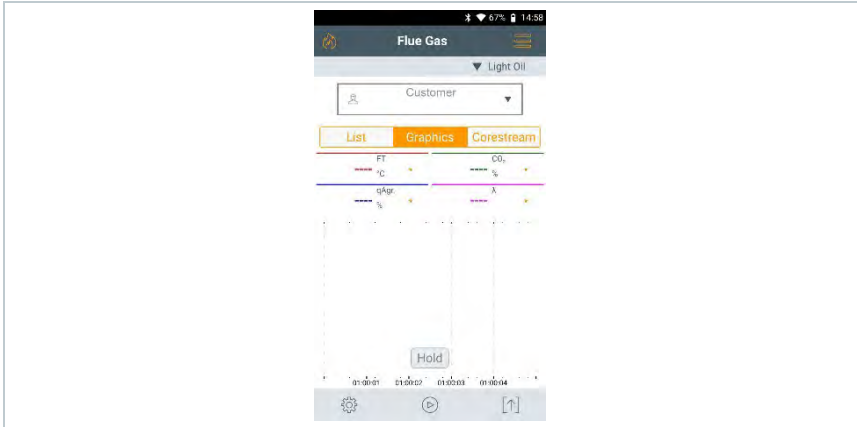 67% 14:58
Flue Gas
Light Oil
Customer
List Graphics Corestream
FT CO₂
---- °C ---- %
qAgr. λ
---- % ----
Hold
01:00:01 01:00:02 01:00:03 01:00:04